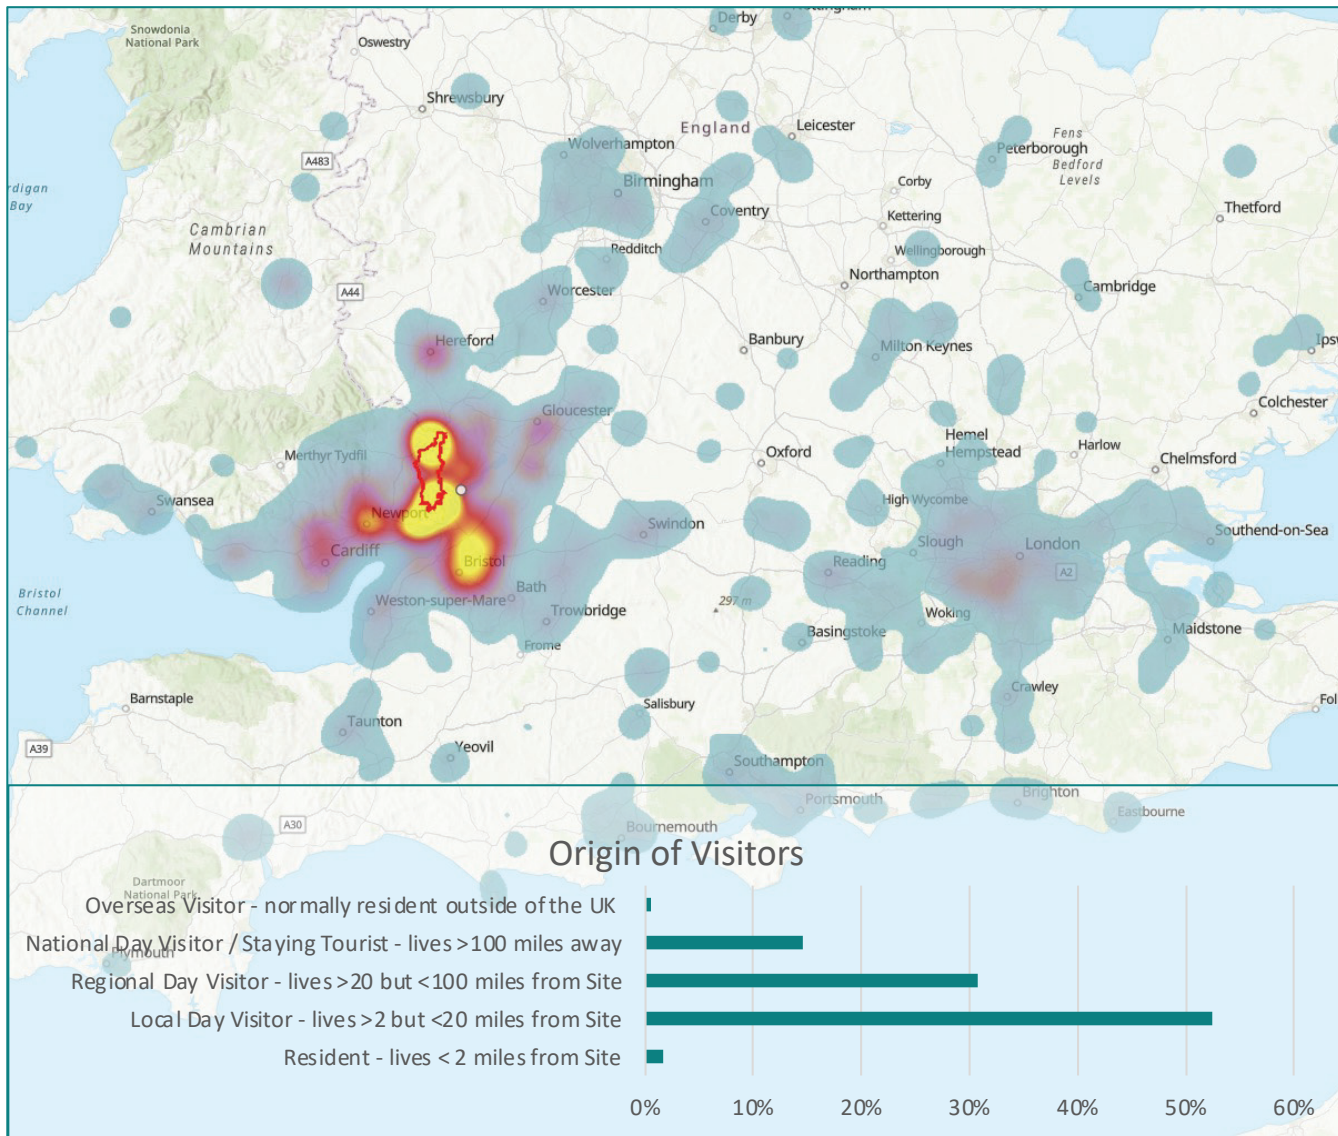 Derby
Snowdonia
National Park
Oswestry
Shrewsbury
England
Leicester
Fens
Peterborough
Bedford
Levels
Wolverhampton
A483
Birmingham
Corby
Bay
Coventry
Kettering
Thetford
Cambrian
Mountains
Redditch
Wellingborough
Northampton
A44
Worcester
Cambridge
Hereford
Banbury
Milton Keynes
Gloucester
Colchester
Merthyr Tydfil
Oxford
Hemel
Hempstead
Harlow
Chelmsford
Swansea
Newport
High Wycombe
Swindon
Southend-on-Sea
Cardiff
Slough
London
Bristol
Reading
A2
Bath
Bristol
Channel
Weston-super-Mare
Trowbridge
297 m
Woking
Basingstoke
Maidstone
Frome
Crawley
Barnstaple
Salisbury
Taunton
A39
Yeovil
Southampton
Portsmouth
Brighton
Eastbourne
A30
Bournemouth
Origin of Visitors
Dartmoor
National Park
Overseas Visitor - normally resident outside of the UK
National Day Visitor / Staying Tourist - lives >100 miles away
Plymouth
Regional Day Visitor - lives >20 but <100 miles from Site
Local Day Visitor - lives >2 but <20 miles from Site
Resident - lives < 2 miles from Site
0% 10% 20% 30% 40% 50% 60%